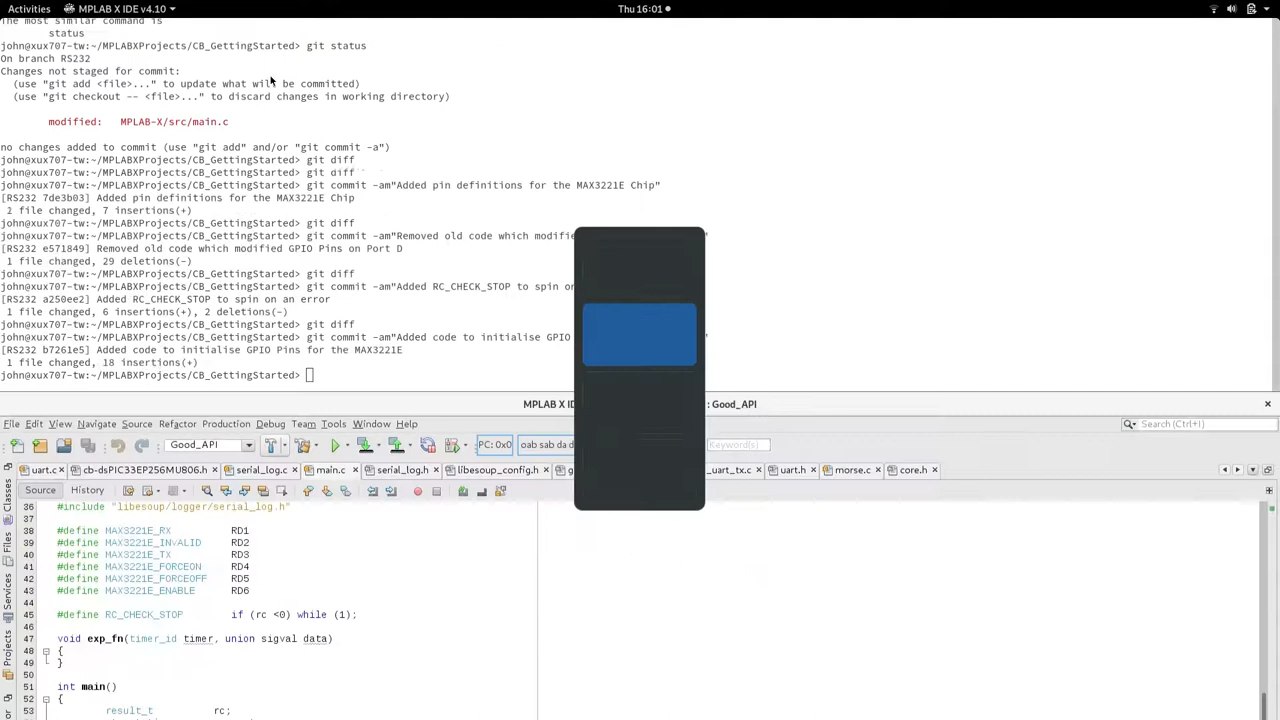 Activities MPLAB X IDE v4.10 Thu 16:01
The most similar command is
status
john@xux707-tw:~/MPLABXProjects/CB_GettingStarted> git status
On branch RS232
Changes not staged for commit:
(use "git add <file>..." to update what will be committed)
(use "git checkout -- <file>..." to discard changes in working directory)
modified: MPLAB-X/src/main.c
no changes added to commit (use "git add" and/or "git commit -a")
john@xux707-tw:~/MPLABXProjects/CB_GettingStarted> git diff
john@xux707-tw:~/MPLABXProjects/CB_GettingStarted> git diff
john@xux707-tw:~/MPLABXProjects/CB_GettingStarted> git commit -am"Added pin definitions for the MAX3221E Chip"
[RS232 7de3b03] Added pin definitions for the MAX3221E Chip
1 file changed, 7 insertions(+)
john@xux707-tw:~/MPLABXProjects/CB_GettingStarted> git diff
john@xux707-tw:~/MPLABXProjects/CB_GettingStarted> git commit -am"Removed old code which modifie
[RS232 e571849] Removed old code which modified GPIO Pins on Port D
1 file changed, 29 deletions(-)
john@xux707-tw:~/MPLABXProjects/CB_GettingStarted> git diff
john@xux707-tw:~/MPLABXProjects/CB_GettingStarted> git commit -am"Added RC_CHECK_STOP to spin on
[RS232 a250ee2] Added RC_CHECK_STOP to spin on an error
1 file changed, 6 insertions(+), 2 deletions(-)
john@xux707-tw:~/MPLABXProjects/CB_GettingStarted> git diff
john@xux707-tw:~/MPLABXProjects/CB_GettingStarted> git commit -am"Added code to initialise GPIO "
[RS232 b7261e5] Added code to initialise GPIO Pins for the MAX3221E
1 file changed, 18 insertions(+)
john@xux707-tw:~/MPLABXProjects/CB_GettingStarted>
MPLAB X ID : Good_API
File Edit View Navigate Source Refactor Production Debug Team Tools Window Help Search (Ctrl+I)
Good_API PC: 0x0 oab sab da d Keyword(s)
uart.c cb-dsPIC33EP256MU806.h serial_log.c main.c serial_log.h libesoup_config.h _uart_tx.c uart.h morse.c core.h
Source History
36 #include "libesoup/logger/serial_log.h"
37
38 #define MAX3221E_RX RD1
39 #define MAX3221E_INVALID RD2
40 #define MAX3221E_TX RD3
41 #define MAX3221E_FORCEON RD4
42 #define MAX3221E_FORCEOFF RD5
43 #define MAX3221E_ENABLE RD6
44
45 #define RC_CHECK_STOP if (rc <0) while (1);
46
47 void exp_fn(timer_id timer, union sigval data)
48 {
49 }
50
51 int main()
52 {
53 result_t rc;
Classes
Files
Services
Projects